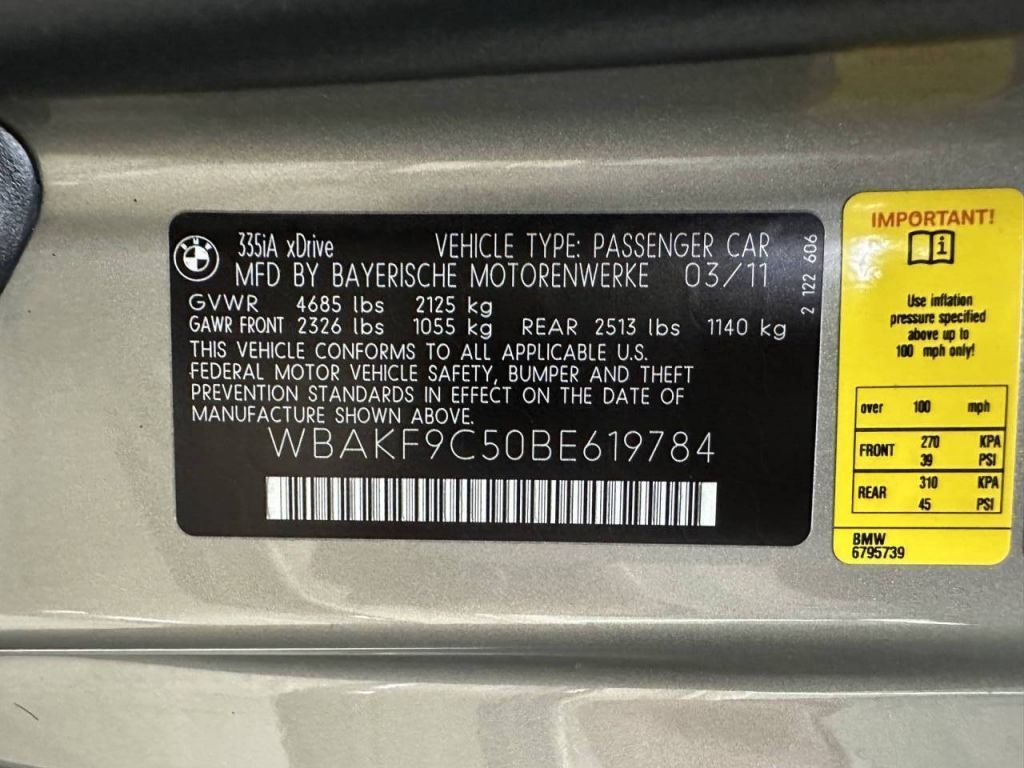 BMW
335iA xDrive VEHICLE TYPE: PASSENGER CAR
MFD BY BAYERISCHE MOTORENWERKE 03/11
GVWR 4685 lbs 2125 kg
GAWR FRONT 2326 lbs 1055 kg REAR 2513 lbs 1140 kg
THIS VEHICLE CONFORMS TO ALL APPLICABLE U.S.
FEDERAL MOTOR VEHICLE SAFETY, BUMPER AND THEFT
PREVENTION STANDARDS IN EFFECT ON THE DATE OF
MANUFACTURE SHOWN ABOVE.
WBAKF9C50BE619784
2 122 606
IMPORTANT!
i
Use inflation
pressure specified
above up to
100 mph only!
over 100 mph
FRONT 270 KPA
39 PSI
REAR 310 KPA
45 PSI
BMW
6795739